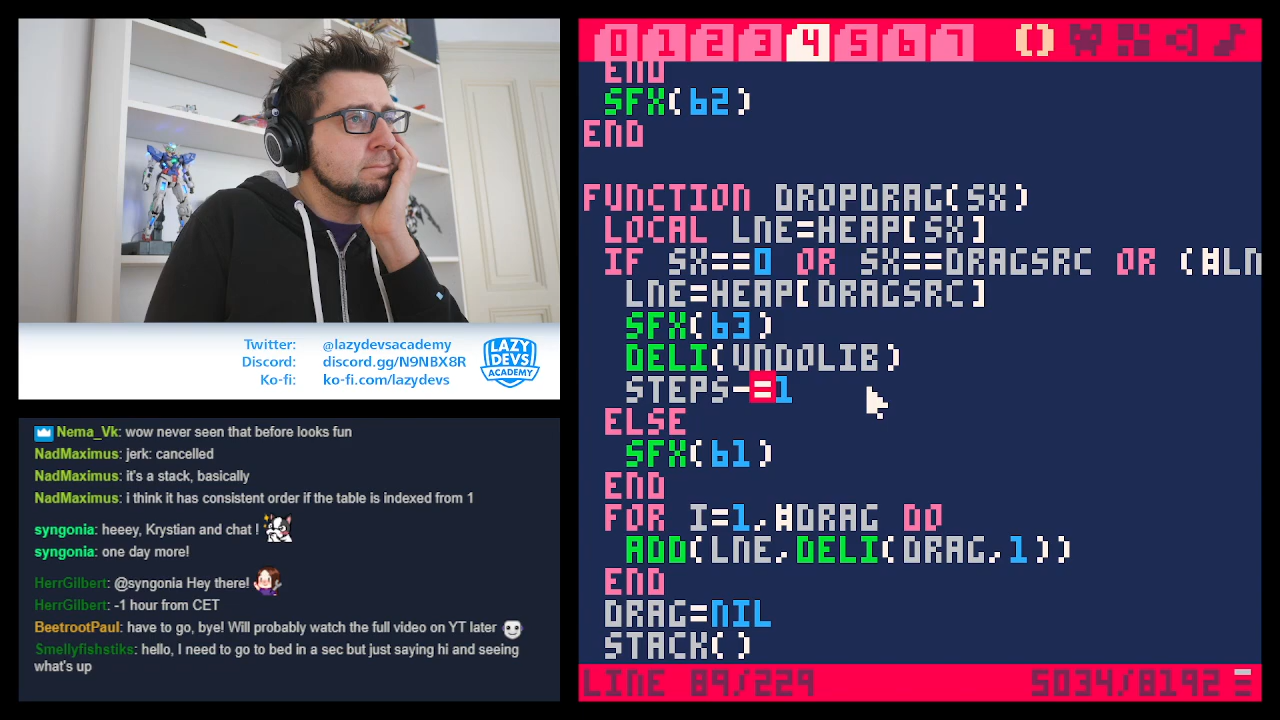 Twitter: @lazydevsacademy
Discord: discord.gg/N9NBX8R
Ko-fi: ko-fi.com/lazydevs
LAZY
DEVS
ACADEMY
Nema_Vk: wow never seen that before looks fun
NadMaximus: jerk: cancelled
NadMaximus: it's a stack, basically
NadMaximus: i think it has consistent order if the table is indexed from 1
syngonia: heeey, Krystian and chat !
syngonia: one day more!
HerrGilbert: @syngonia Hey there!
HerrGilbert: -1 hour from CET
BeetrootPaul: have to go, bye! Will probably watch the full video on YT later
Smellyfishstiks: hello, I need to go to bed in a sec but just saying hi and seeing
what's up
0 1 2 3 4 5 6 7 ()
END
SFX(62)
END
FUNCTION DROPDRAG(SX)
LOCAL LNE=HEAP[SX]
IF SX==0 OR SX==DRAGSRC OR (#LN
LNE=HEAP[DRAGSRC]
SFX(63)
DELI(UNDOLIB)
STEPS-=1
ELSE
SFX(61)
END
FOR I=1,#DRAG DO
ADD(LNE,DELI(DRAG,1))
END
DRAG=NIL
STACK()
LINE 89/229 5034/8192